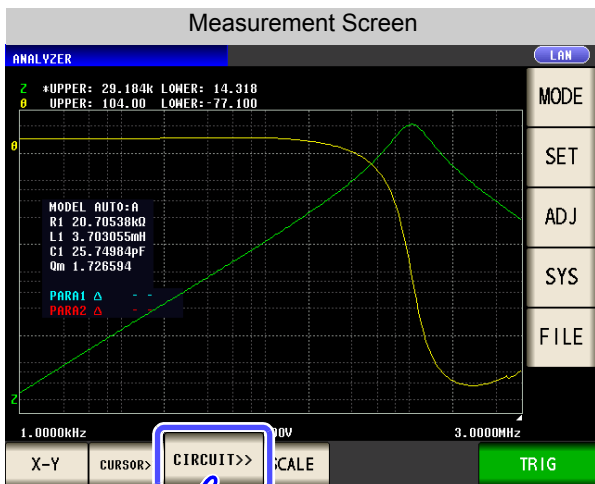 Measurement Screen
ANALYZER LAN
Z *UPPER: 29.184k LOWER: 14.318
θ UPPER: 104.00 LOWER:-77.100
MODE
θ
SET
MODEL AUTO:A
R1 20.70538kΩ
L1 3.703055mH
C1 25.74984pF
Qm 1.726594
ADJ
SYS
PARA1 Δ - -
PARA2 Δ - -
FILE
Z
1.0000kHz 00V 3.0000MHz
X-Y CURSOR> CIRCUIT>> SCALE TRIG